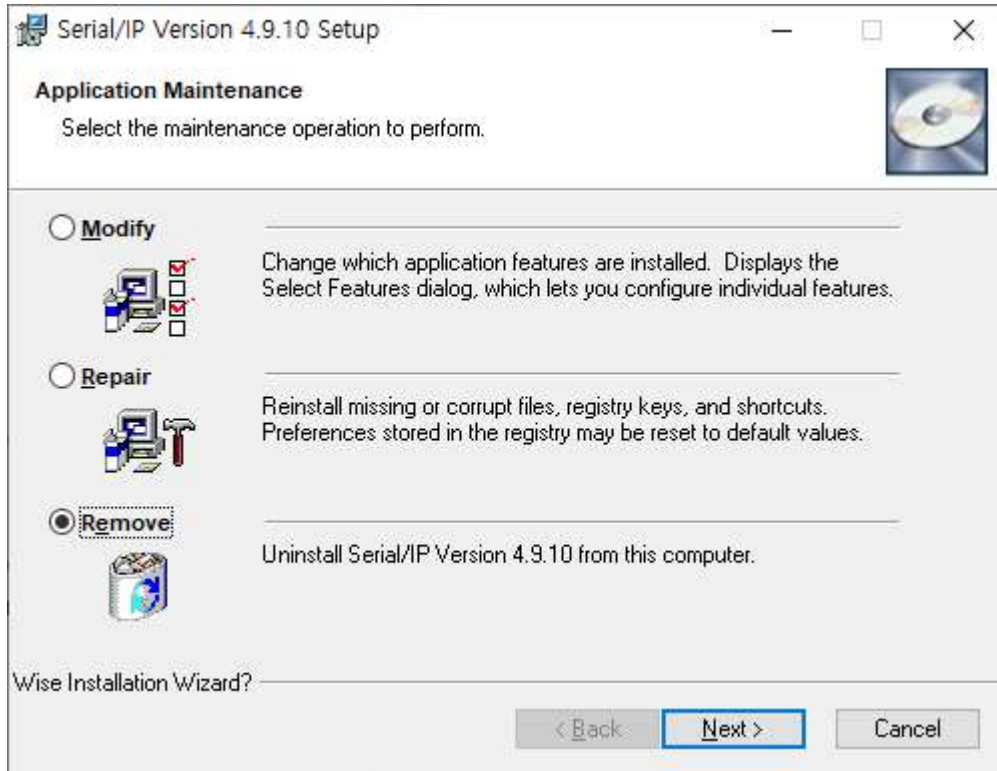 Serial/IP Version 4.9.10 Setup
Application Maintenance
Select the maintenance operation to perform.
Modify
Change which application features are installed.  Displays the
Select Features dialog, which lets you configure individual features.
Repair
Reinstall missing or corrupt files, registry keys, and shortcuts.
Preferences stored in the registry may be reset to default values.
Remove
Uninstall Serial/IP Version 4.9.10 from this computer.
Wise Installation Wizard?
< Back Next > Cancel